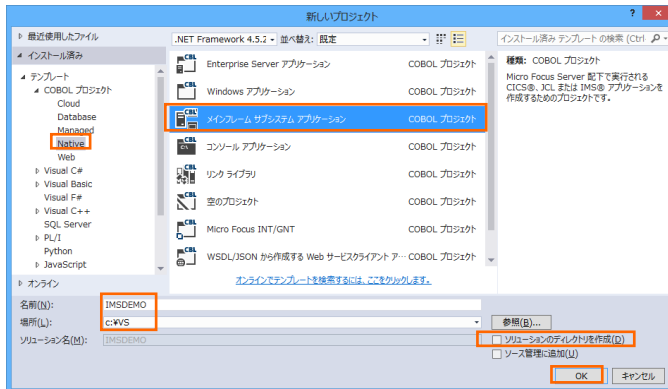 新しいプロジェクト
? ×
最近使用したファイル
インストール済み
テンプレート
COBOL プロジェクト
Cloud
Database
Managed
Native
Web
Visual C#
Visual Basic
Visual F#
Visual C++
SQL Server
PL/I
Python
JavaScript
オンライン
.NET Framework 4.5.2 並べ替え: 既定
Enterprise Server アプリケーション COBOL プロジェクト
Windows アプリケーション COBOL プロジェクト
メインフレーム サブシステム アプリケーション COBOL プロジェクト
コンソール アプリケーション COBOL プロジェクト
リンク ライブラリ COBOL プロジェクト
空のプロジェクト COBOL プロジェクト
Micro Focus INT/GNT COBOL プロジェクト
WSDL/JSON から作成する Web サービスクライアント ア… COBOL プロジェクト
オンラインでテンプレートを検索するには、ここをクリックします。
インストール済み テンプレート の検索 (Ctrl
種類: COBOL プロジェクト
Micro Focus Server 配下で実行される
CICS®、JCL または IMS® アプリケーションを
作成するためのプロジェクトです。
名前(N): IMSDEMO
場所(L): c:¥VS 参照(B)...
ソリューション名(M): IMSDEMO
ソリューションのディレクトリを作成(D)
ソース管理に追加(U)
OK キャンセル